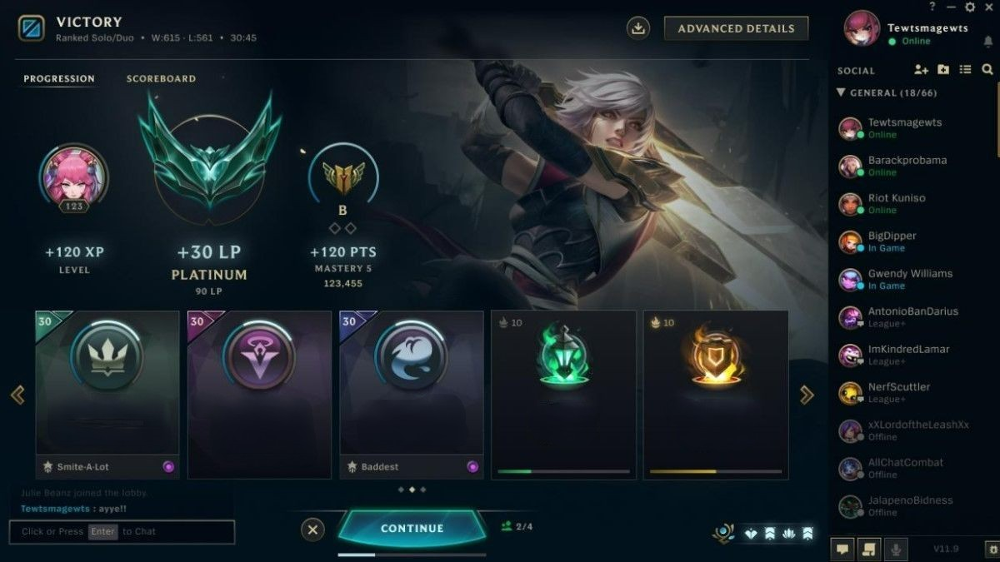 VICTORY
Ranked Solo/Duo • W:615 - L:561 • 30:45
ADVANCED DETAILS
PROGRESSION
SCOREBOARD
123
+120 XP
LEVEL
+30 LP
PLATINUM
90 LP
B
+120 PTS
MASTERY 5
123,455
30
Smite-A-Lot
30
30
Baddest
10
10
Julie Beanz joined the lobby.
Tewtsmagewts : ayye!!
Click or Press Enter to Chat
CONTINUE
2/4
?
Tewtsmagewts
Online
SOCIAL
GENERAL (18/66)
Tewtsmagewts
Online
Barackprobama
Online
Riot Kuniso
Online
BigDipper
In Game
Gwendy Williams
In Game
AntonioBanDarius
League+
ImKindredLamar
League+
NerfScuttler
League+
xXLordoftheLeashXx
Offline
AllChatCombat
Offline
JalapenoBidness
Offline
V11.9